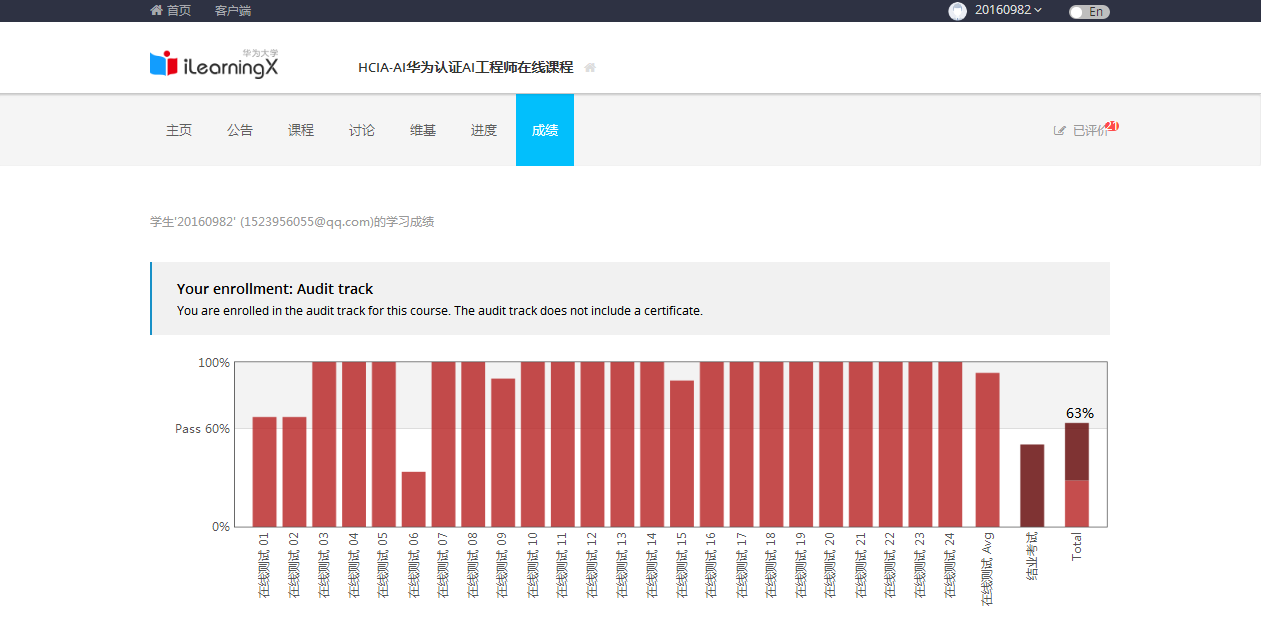 首页 客户端 20160982 En
华为大学
iLearningX HCIA-AI华为认证AI工程师在线课程
主页 公告 课程 讨论 维基 进度 成绩 已评价 21
学生'20160982' (1523956055@qq.com)的学习成绩
Your enrollment: Audit track
You are enrolled in the audit track for this course. The audit track does not include a certificate.
100%
63%
Pass 60%
0%
在线测试 01
在线测试 02
在线测试 03
在线测试 04
在线测试 05
在线测试 06
在线测试 07
在线测试 08
在线测试 09
在线测试 10
在线测试 11
在线测试 12
在线测试 13
在线测试 14
在线测试 15
在线测试 16
在线测试 17
在线测试 18
在线测试 19
在线测试 20
在线测试 21
在线测试 22
在线测试 23
在线测试 24
在线测试 Avg
结业考试
Total